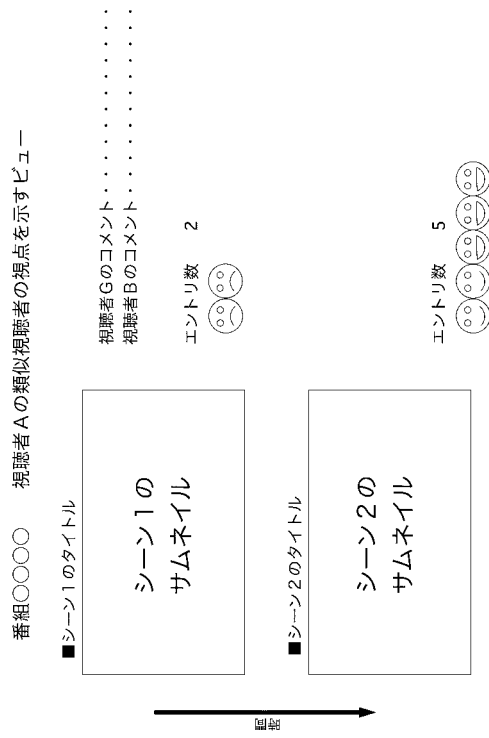 番組○○○○　視聴者Aの類似視聴者の視点を示すビュー
■シーン1のタイトル
シーン1の
サムネイル
視聴者Gのコメント・・・・・・・・・・・
視聴者Bのコメント・・・・・・・・・・・
エントリ数　2
■シーン2のタイトル
シーン2の
サムネイル
エントリ数　5